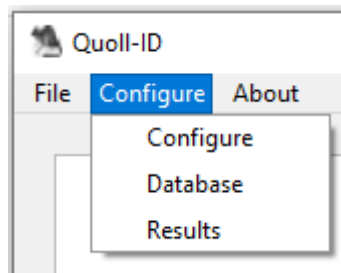 Quoll-ID
File Configure About
Configure
Database
Results